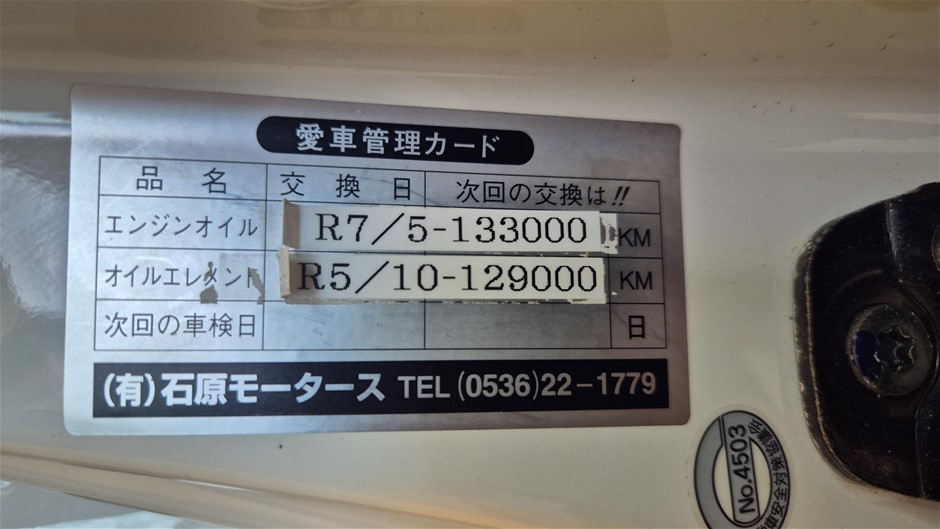 愛車管理カード
品名 交換日 次回の交換は!!
エンジンオイル R7/5-133000 KM
オイルエレメント R5/10-129000 KM
次回の車検日 日
(有)石原モータース TEL(0536)22-1779
No.4503